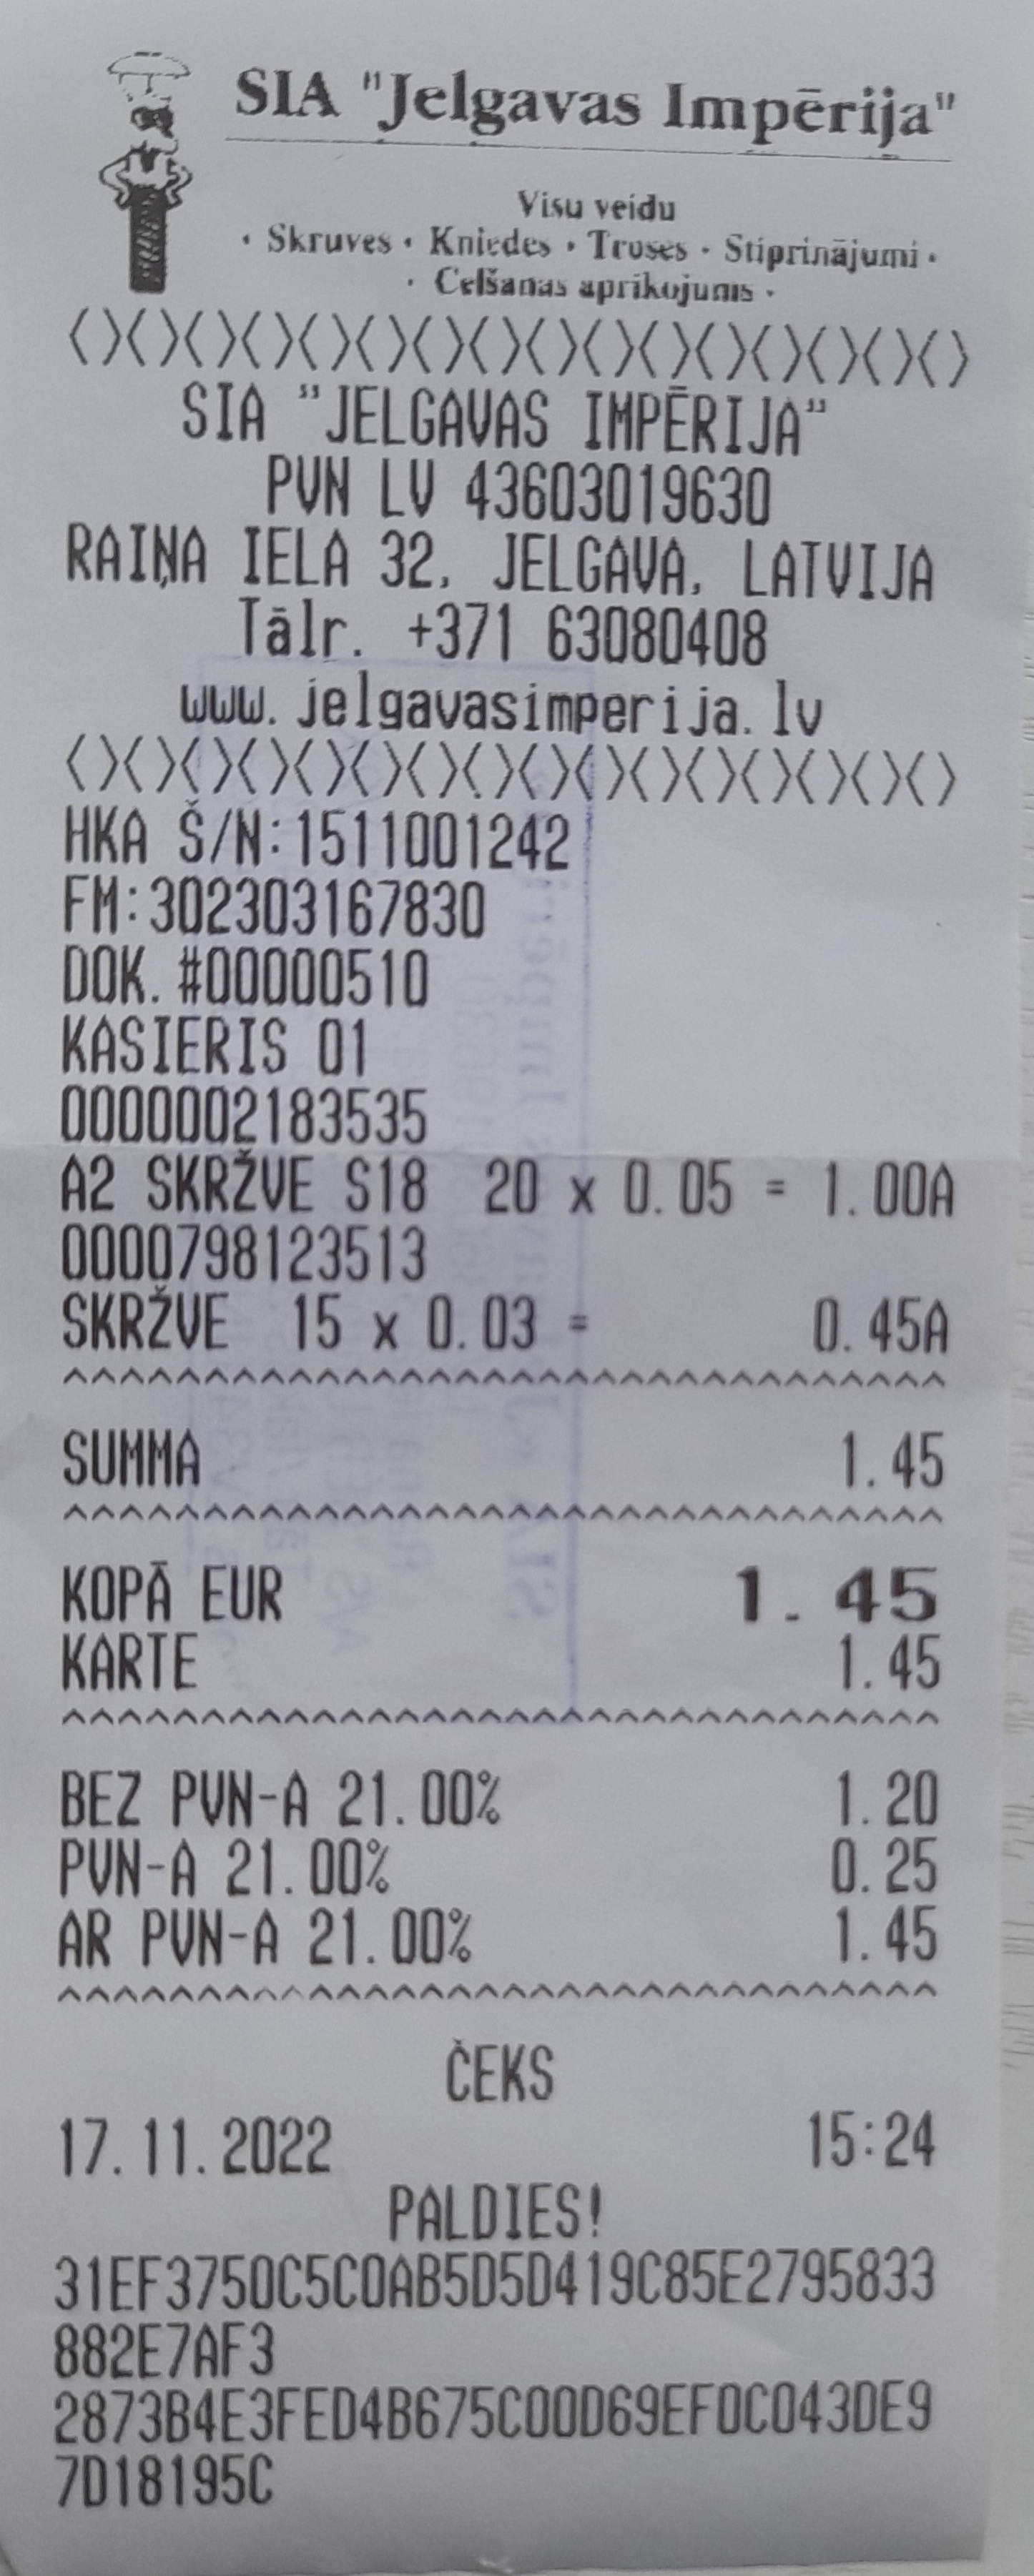 SIA "Jelgavas Impērija"
Visu veidu
• Skruves • Kniedes • Troses • Stiprinājumi •
• Celšanas aprīkojums •
SIA "JELGAVAS IMPĒRIJA"
PVN LV 43603019630
RAIŅA IELA 32, JELGAVA, LATVIJA
Tālr. +371 63080408
www.jelgavasimperija.lv
HKA Š/N:1511001242
FM:302303167830
DOK. #00000510
KASIERIS 01
0000002183535
A2 SKRŽVE S18 20 x 0.05 = 1.00A
0000798123513
SKRŽVE 15 x 0.03 = 0.45A
^^^^^^^^^^^^^^^^^^^^^^^^^^^^^^^^
SUMMA 1.45
^^^^^^^^^^^^^^^^^^^^^^^^^^^^^^^^
KOPĀ EUR 1.45
KARTE 1.45
^^^^^^^^^^^^^^^^^^^^^^^^^^^^^^^^
BEZ PVN-A 21.00% 1.20
PVN-A 21.00% 0.25
AR PVN-A 21.00% 1.45
^^^^^^^^^^^^^^^^^^^^^^^^^^^^^^^^
ČEKS
17.11.2022 15:24
PALDIES!
31EF3750C5C0AB5D5D419C85E2795833
882E7AF3
2873B4E3FED4B675C00D69EF0C043DE9
7D18195C